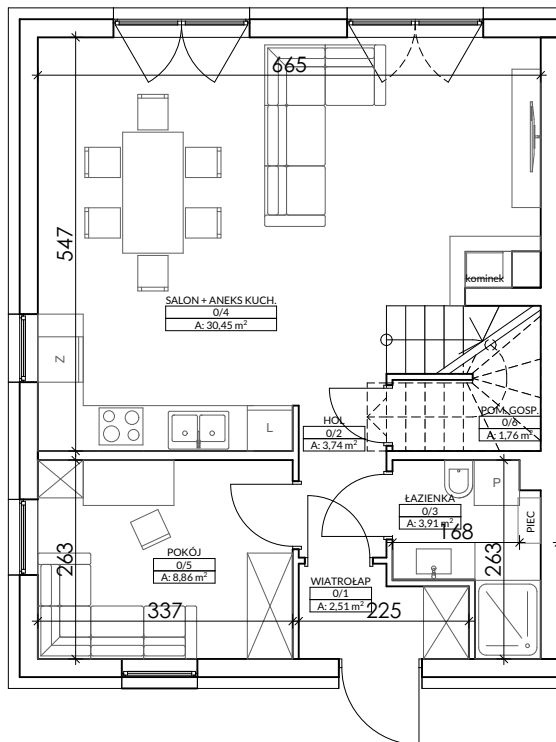 665
547
kominek
SALON + ANEKS KUCH.
0/4
A: 30,45 m²
Z
L
HOL
0/2
A: 3,74 m²
POM. GOSP.
0/6
A: 1,76 m²
ŁAZIENKA
0/3
A: 3,91 m²
P
PIEC
168
263
POKÓJ
0/5
A: 8,86 m²
263
WIATROŁAP
0/1
A: 2,51 m²
337
225